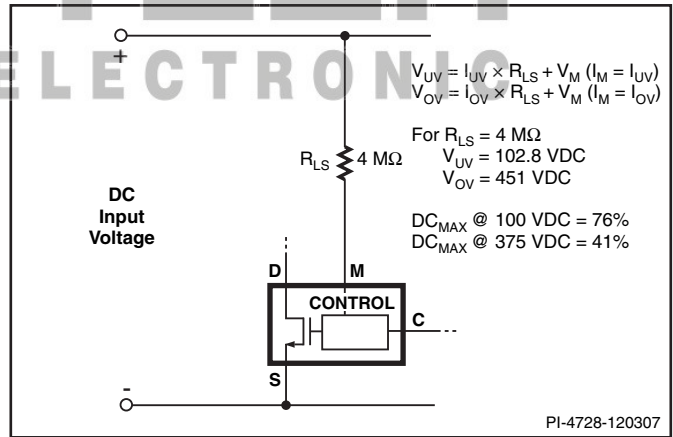 ELECTRONIC
+
V_UV = I_UV × R_LS + V_M (I_M = I_UV)
V_OV = I_OV × R_LS + V_M (I_M = I_OV)
For R_LS = 4 MΩ
V_UV = 102.8 VDC
V_OV = 451 VDC
DC_MAX @ 100 VDC = 76%
DC_MAX @ 375 VDC = 41%
R_LS 4 MΩ
DC
Input
Voltage
D M
CONTROL
C
S
-
PI-4728-120307